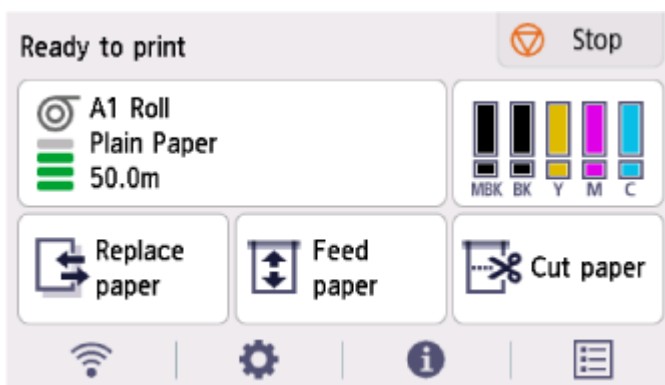 Ready to print
Stop
A1 Roll
Plain Paper
50.0m
MBK BK Y M C
Replace
paper
Feed
paper
Cut paper